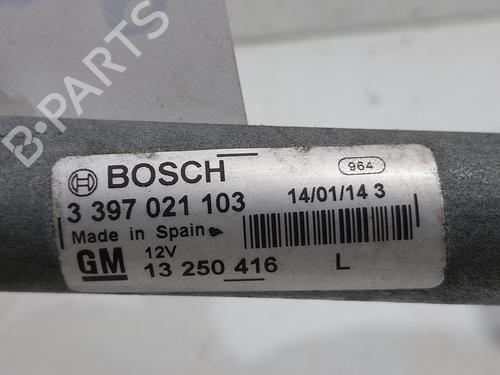 B-PARTS
BOSCH
964
3 397 021 103
14/01/14 3
Made in Spain
12V
GM
13 250 416
L